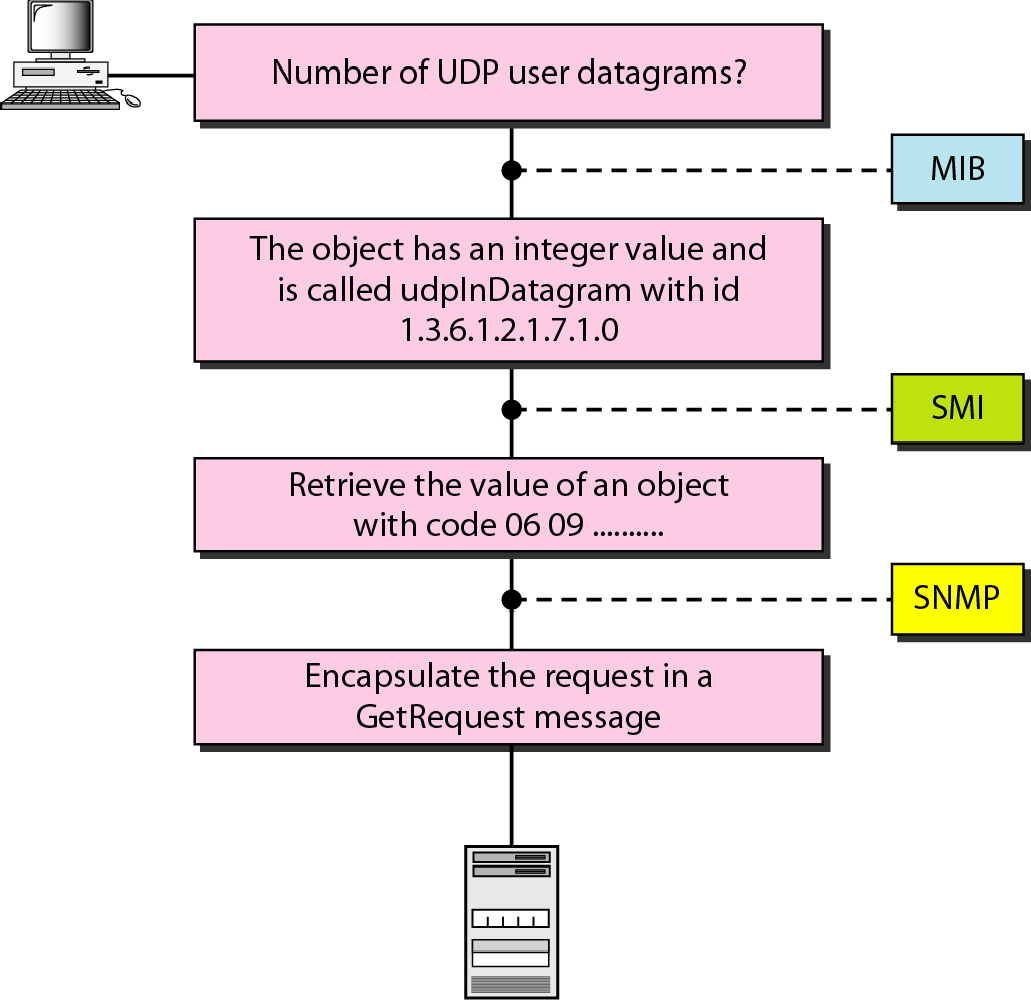 Number of UDP user datagrams?
MIB
The object has an integer value and
is called udpInDatagram with id
1.3.6.1.2.1.7.1.0
SMI
Retrieve the value of an object
with code 06 09 ..........
SNMP
Encapsulate the request in a
GetRequest message